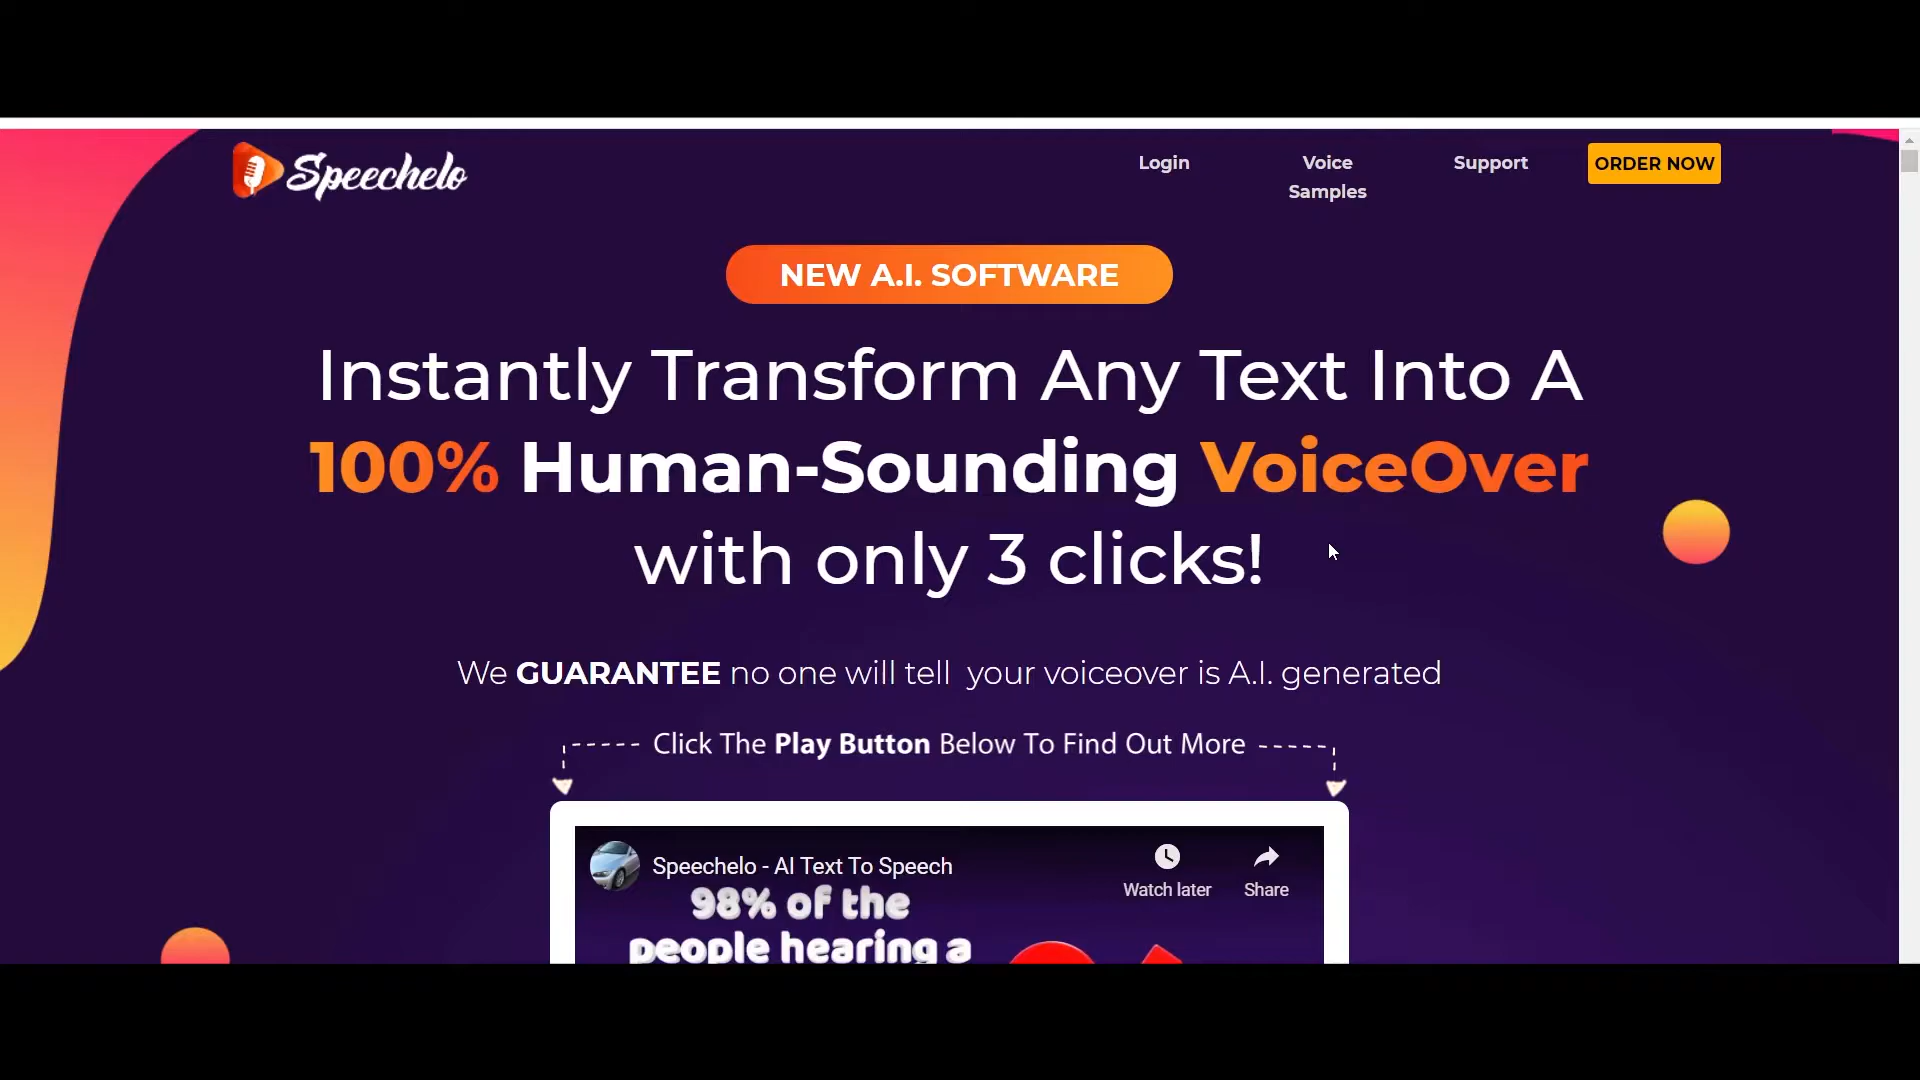 Speechelo
Login
Voice
Samples
Support
ORDER NOW
NEW A.I. SOFTWARE
Instantly Transform Any Text Into A
100% Human-Sounding VoiceOver
with only 3 clicks!
We GUARANTEE no one will tell your voiceover is A.I. generated
Click The Play Button Below To Find Out More
Speechelo - AI Text To Speech
Watch later
Share
98% of the
people hearing a